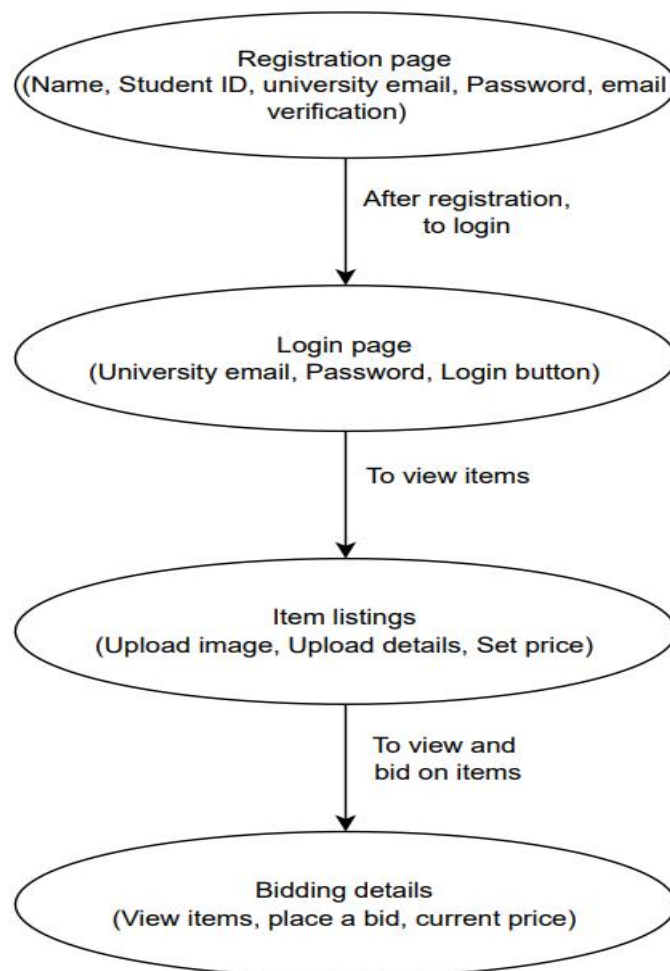 Registration page
(Name, Student ID, university email, Password, email
verification)
After registration,
to login
Login page
(University email, Password, Login button)
To view items
Item listings
(Upload image, Upload details, Set price)
To view and
bid on items
Bidding details
(View items, place a bid, current price)